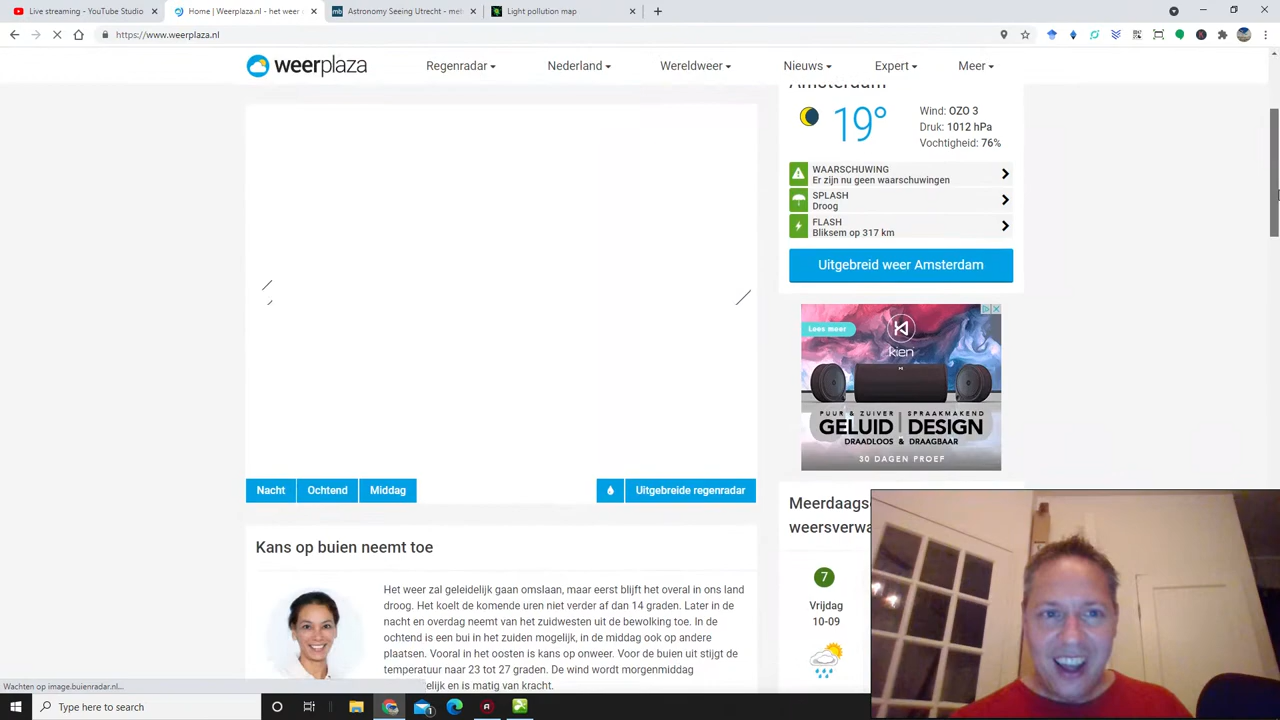 Live streaming - YouTube Studio
Home | Weerplaza.nl - het weer
Astronomy Seeing Utrecht - met
Light pollution map
https://www.weerplaza.nl
weerplaza
Regenradar
Nederland
Wereldweer
Nieuws
Expert
Meer
Amsterdam
19°
Wind: OZO 3
Druk: 1012 hPa
Vochtigheid: 76%
WAARSCHUWING
Er zijn nu geen waarschuwingen
SPLASH
Droog
FLASH
Bliksem op 317 km
Uitgebreid weer Amsterdam
Lees meer
kien
PUUR & ZUIVER
SPRAAKMAKEND
GELUID
DESIGN
DRAADLOOS & DRAAGBAAR
30 DAGEN PROEF
Nacht
Ochtend
Middag
Uitgebreide regenradar
Meerdaagse
weersverwa
7
Vrijdag
10-09
Kans op buien neemt toe
Het weer zal geleidelijk gaan omslaan, maar eerst blijft het overal in ons land
droog. Het koelt de komende uren niet verder af dan 14 graden. Later in de
nacht en overdag neemt van het zuidwesten uit de bewolking toe. In de
ochtend is een bui in het zuiden mogelijk, in de middag ook op andere
plaatsen. Vooral in het oosten is kans op onweer. Voor de buien uit stijgt de
temperatuur naar 23 tot 27 graden. De wind wordt morgenmiddag
elijk en is matig van kracht.
Wachten op image.buienradar.nl...
Type here to search